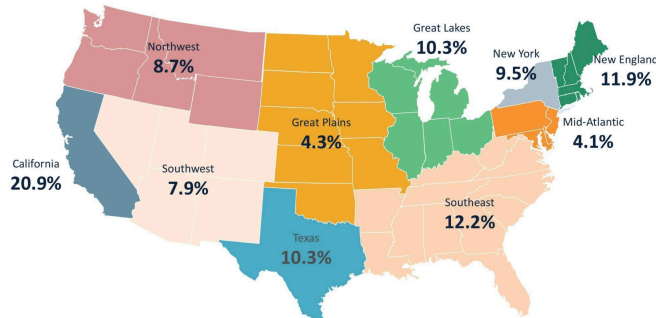 Great Lakes
10.3%
Northwest
8.7%
New York
9.5%
New England
11.9%
Great Plains
4.3%
Mid-Atlantic
4.1%
California
20.9%
Southwest
7.9%
Southeast
12.2%
Texas
10.3%